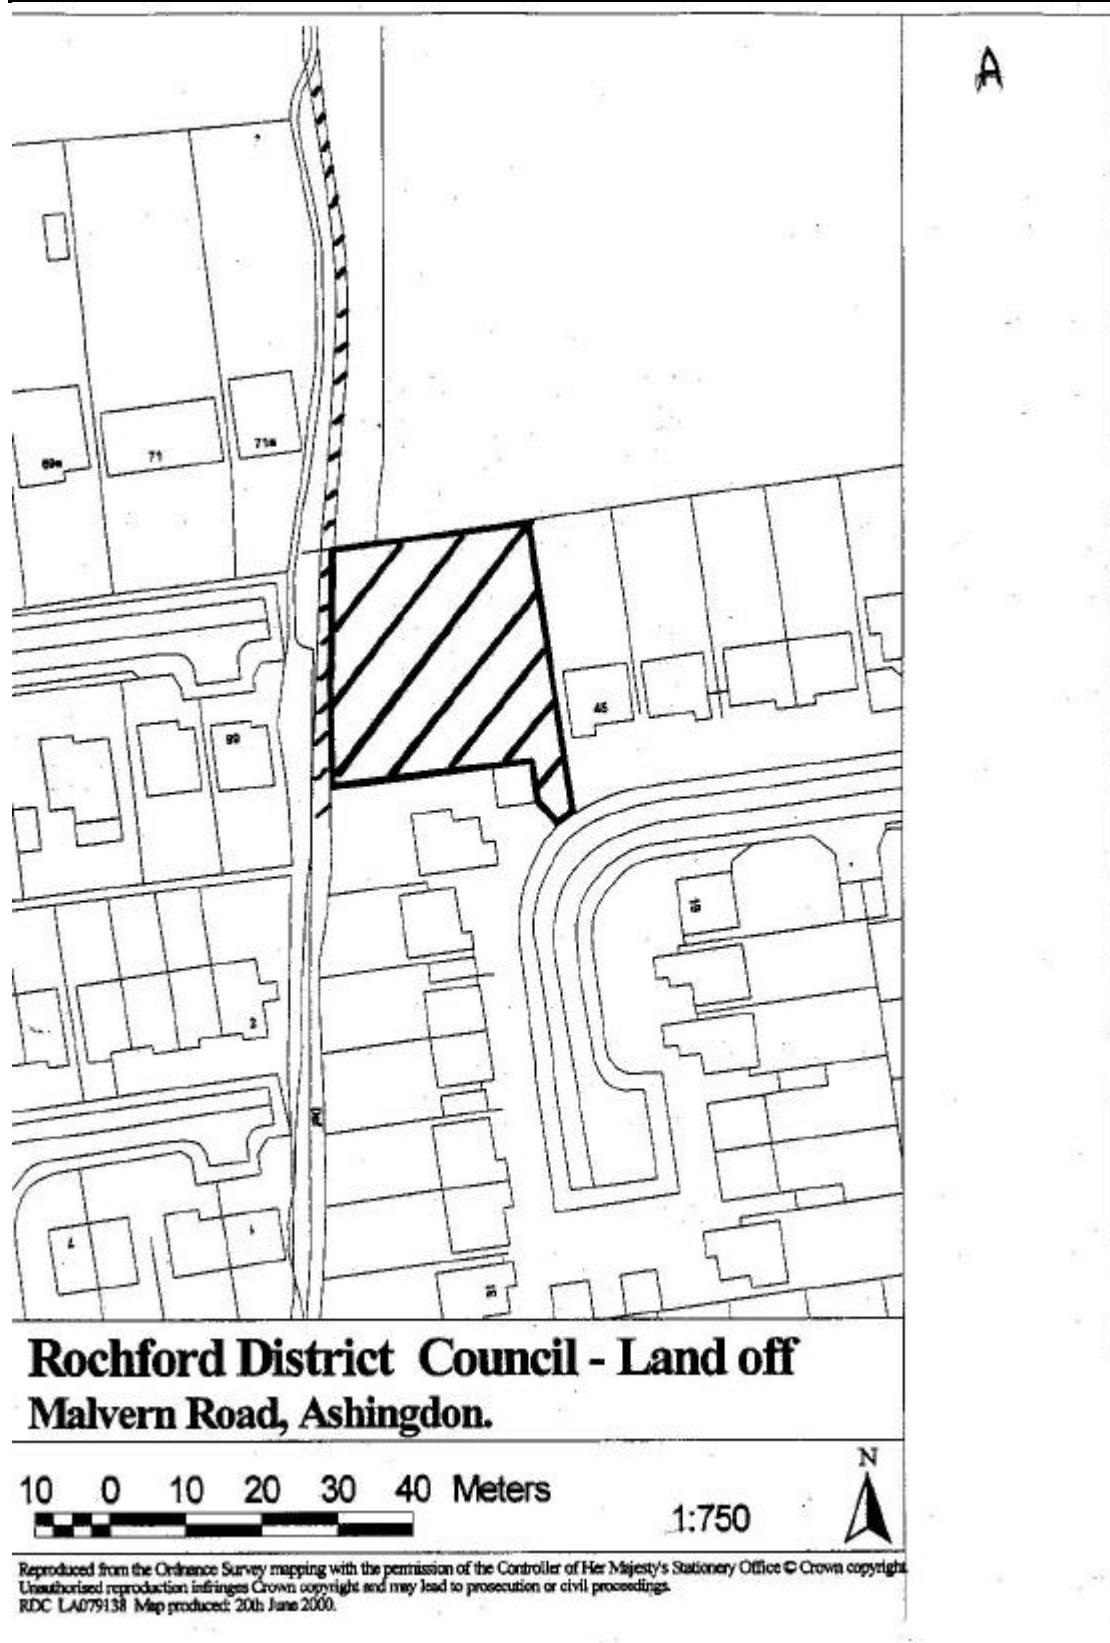 A
69a
71
71a
45
99
19
2
Def
7
1
Rochford District Council - Land off
Malvern Road, Ashingdon.
10 0 10 20 30 40 Meters
1:750
N
Reproduced from the Ordnance Survey mapping with the permission of the Controller of Her Majesty's Stationery Office © Crown copyright
Unauthorised reproduction infringes Crown copyright and may lead to prosecution or civil proceedings.
RDC LA079138 Map produced: 20th June 2000.